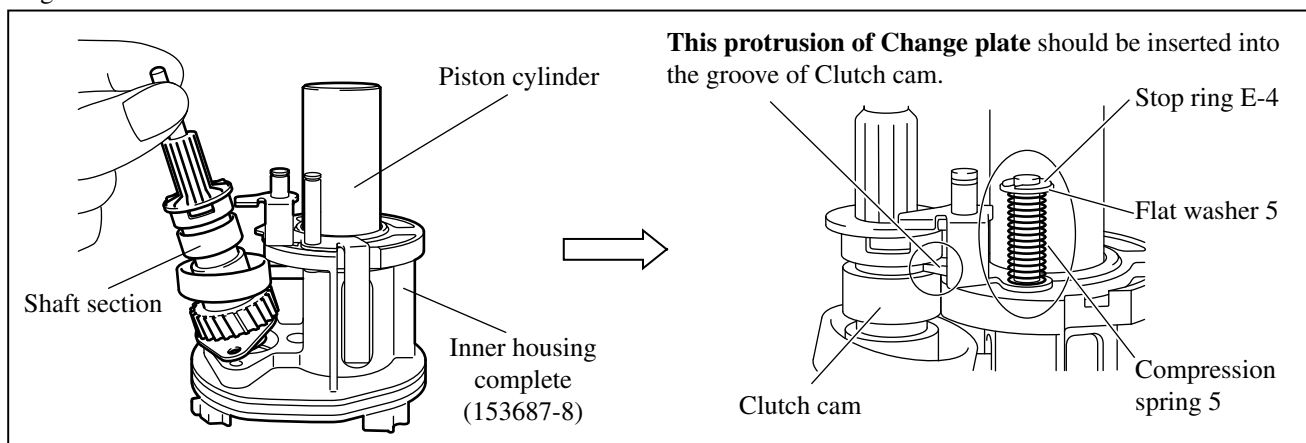 This protrusion of Change plate should be inserted into
the groove of Clutch cam.
Piston cylinder
Stop ring E-4
Flat washer 5
Shaft section
Inner housing
complete
(153687-8)
Clutch cam
Compression
spring 5